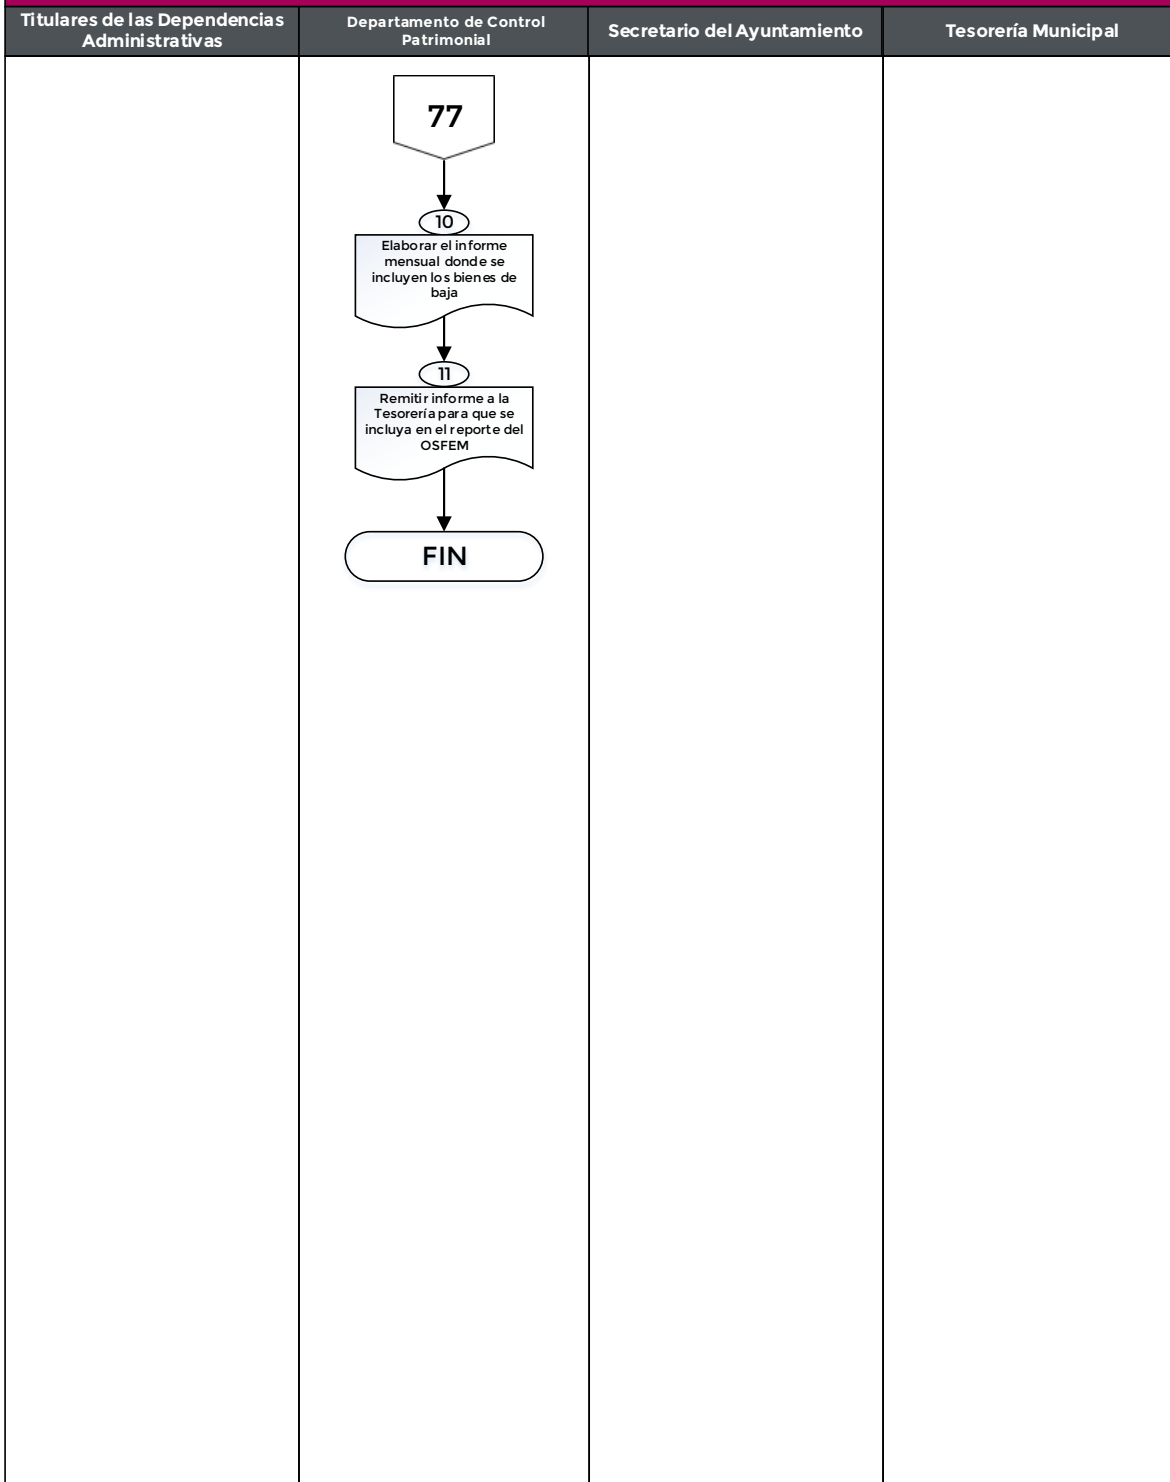 Titulares de las Dependencias
Administrativas
Departamento de Control
Patrimonial
Secretario del Ayuntamiento
Tesorería Municipal
77
10
Elaborar el informe
mensual donde se
incluyen los bienes de
baja
11
Remitir informe a la
Tesorería para que se
incluya en el reporte del
OSFEM
FIN